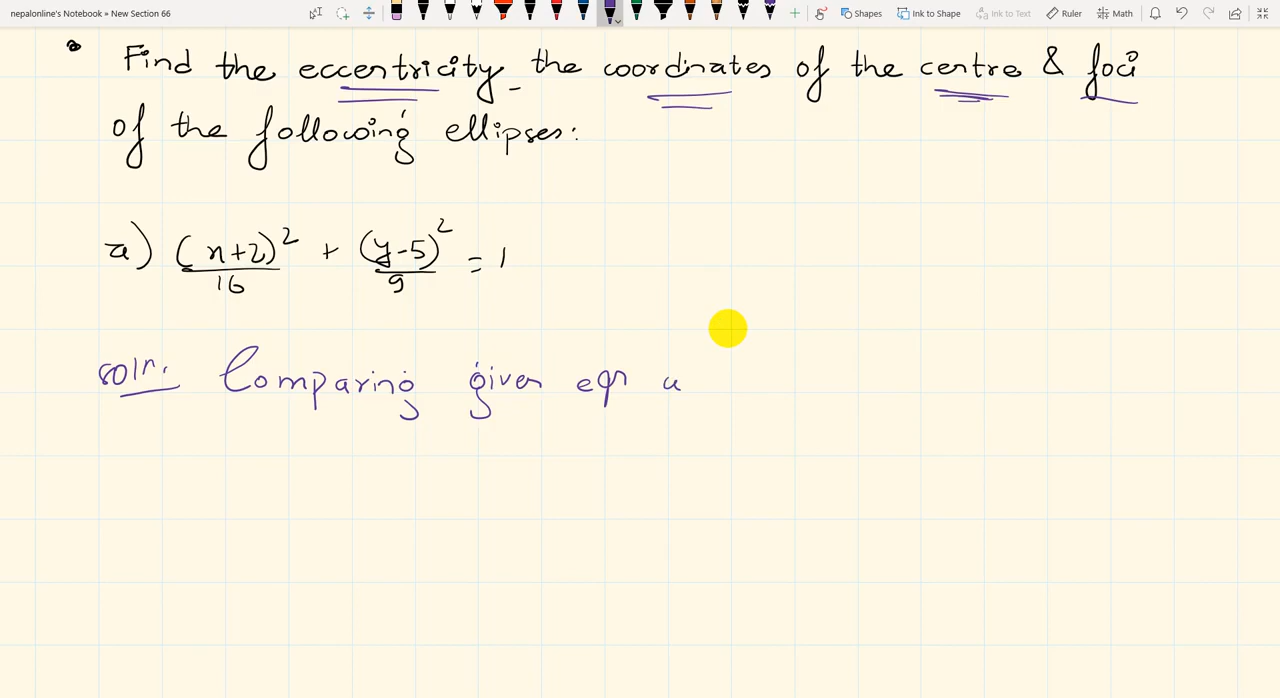 nepalonline's Notebook » New Section 66
Shapes Ink to Shape Ink to Text Ruler Math
Find the eccentricity, the coordinates of the centre & foci
of the following ellipses:
a) (x+2)²/16 + (y-5)²/9 = 1
soln. Comparing given eqn w